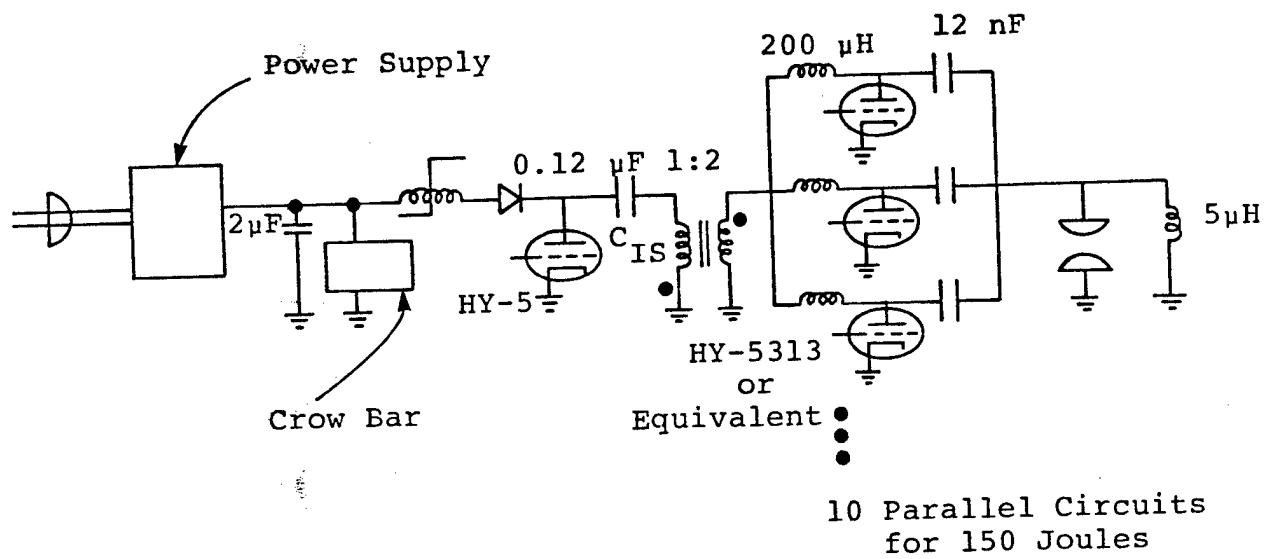 12 nF
200 μH
Power Supply
0.12 μF 1:2
2μF
C_IS
5μH
HY-5
HY-5313
or
Equivalent
Crow Bar
10 Parallel Circuits
for 150 Joules